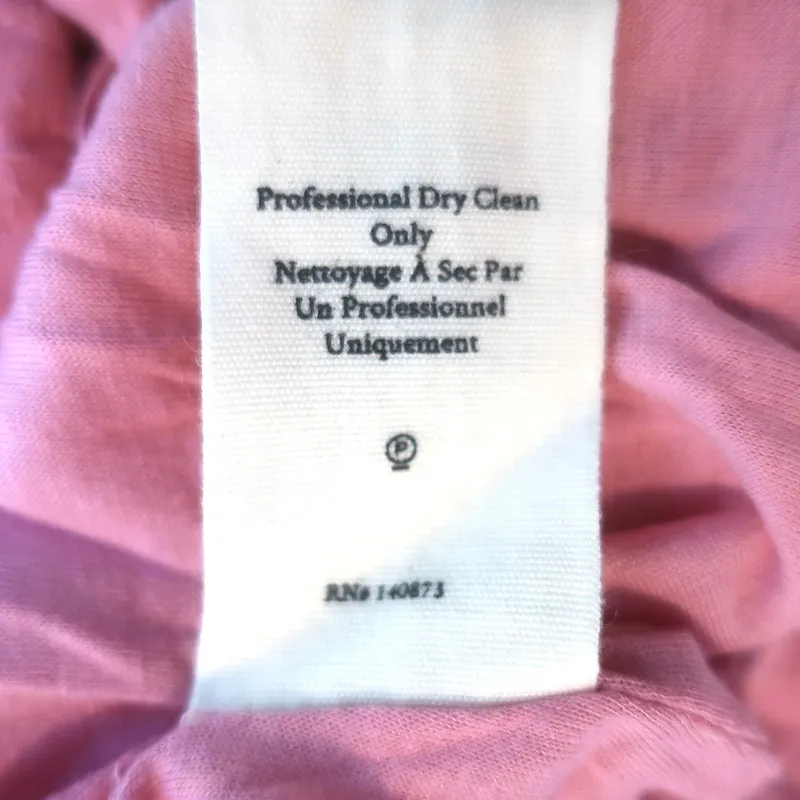 Professional Dry Clean
Only
Nettoyage À Sec Par
Un Professionnel
Uniquement
P
RN# 140873